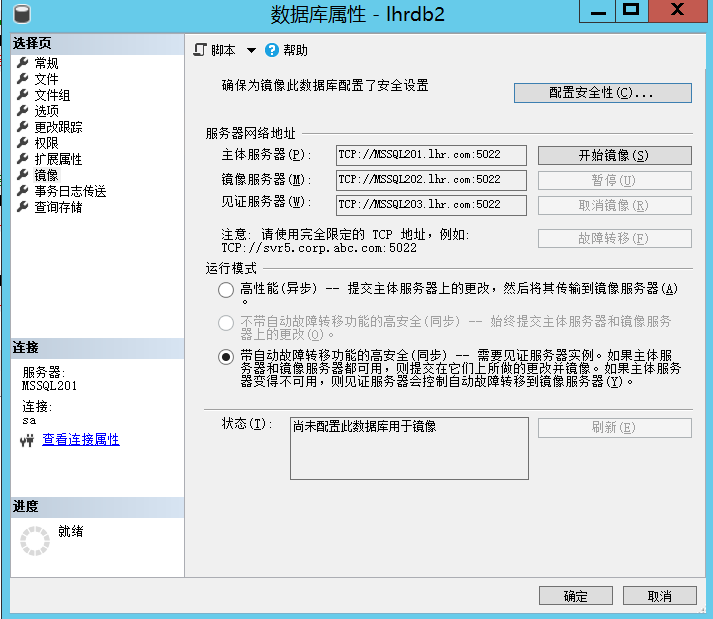 数据库属性 - lhrdb2
选择页
常规
文件
文件组
选项
更改跟踪
权限
扩展属性
镜像
事务日志传送
查询存储
连接
服务器:
MSSQL201
连接:
sa
查看连接属性
进度
就绪
脚本
帮助
确保为镜像此数据库配置了安全设置
配置安全性(C)...
服务器网络地址
主体服务器(P):
TCP://MSSQL201.lhr.com:5022
开始镜像(S)
镜像服务器(M):
TCP://MSSQL202.lhr.com:5022
暂停(U)
见证服务器(W):
TCP://MSSQL203.lhr.com:5022
取消镜像(R)
注意: 请使用完全限定的 TCP 地址，例如:
TCP://svr5.corp.abc.com:5022
故障转移(F)
运行模式
高性能(异步) -- 提交主体服务器上的更改，然后将其传输到镜像服务器(A)
。
不带自动故障转移功能的高安全(同步) -- 始终提交主体服务器和镜像服务
器上的更改(O)。
带自动故障转移功能的高安全(同步) -- 需要见证服务器实例。如果主体服
务器和镜像服务器都可用，则提交在它们上所做的更改并镜像。如果主体服务
器变得不可用，则见证服务器会控制自动故障转移到镜像服务器(Y)。
状态(T):
尚未配置此数据库用于镜像
刷新(E)
确定
取消